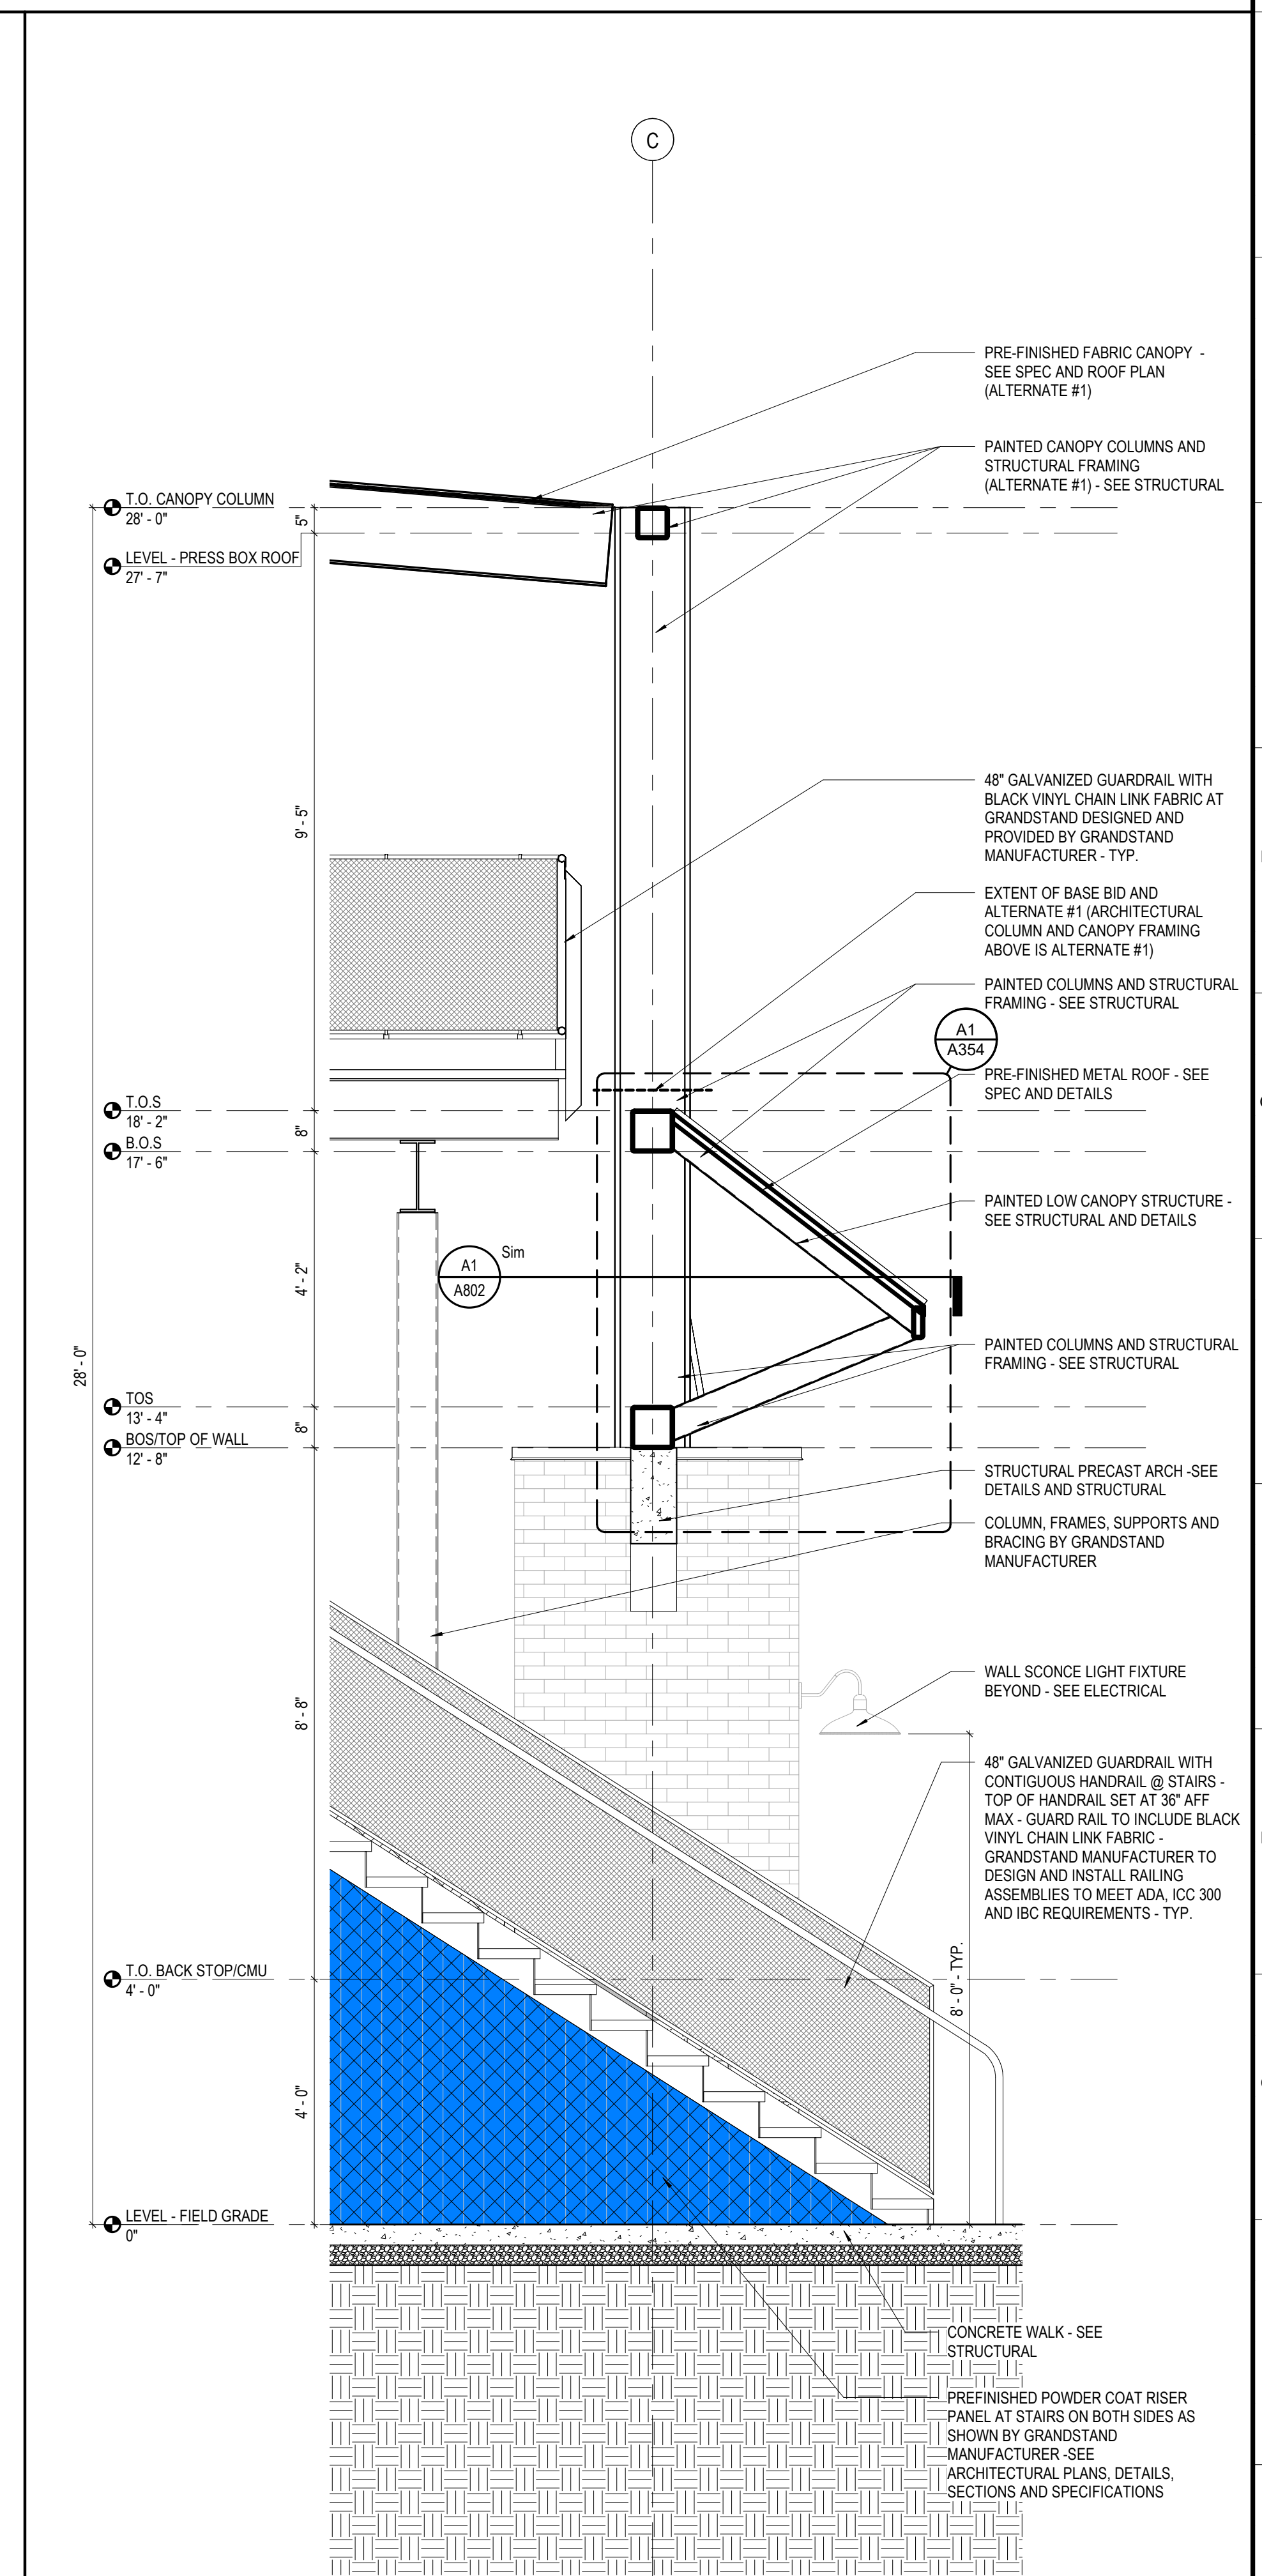 C
PRE-FINISHED FABRIC CANOPY -
SEE SPEC AND ROOF PLAN
(ALTERNATE #1)
PAINTED CANOPY COLUMNS AND
STRUCTURAL FRAMING
(ALTERNATE #1) - SEE STRUCTURAL
T.O. CANOPY COLUMN
28' - 0"
5"
LEVEL - PRESS BOX ROOF
27' - 7"
48" GALVANIZED GUARDRAIL WITH
BLACK VINYL CHAIN LINK FABRIC AT
GRANDSTAND DESIGNED AND
PROVIDED BY GRANDSTAND
MANUFACTURER - TYP.
9' - 5"
EXTENT OF BASE BID AND
ALTERNATE #1 (ARCHITECTURAL
COLUMN AND CANOPY FRAMING
ABOVE IS ALTERNATE #1)
PAINTED COLUMNS AND STRUCTURAL
FRAMING - SEE STRUCTURAL
A1
A354
PRE-FINISHED METAL ROOF - SEE
SPEC AND DETAILS
T.O.S
18' - 2"
8"
B.O.S
17' - 6"
PAINTED LOW CANOPY STRUCTURE -
SEE STRUCTURAL AND DETAILS
A1
A802
Sim
4' - 2"
28' - 0"
PAINTED COLUMNS AND STRUCTURAL
FRAMING - SEE STRUCTURAL
TOS
13' - 4"
8"
BOS/TOP OF WALL
12' - 8"
STRUCTURAL PRECAST ARCH -SEE
DETAILS AND STRUCTURAL
COLUMN, FRAMES, SUPPORTS AND
BRACING BY GRANDSTAND
MANUFACTURER
WALL SCONCE LIGHT FIXTURE
BEYOND - SEE ELECTRICAL
8' - 8"
48" GALVANIZED GUARDRAIL WITH
CONTIGUOUS HANDRAIL @ STAIRS -
TOP OF HANDRAIL SET AT 36" AFF
MAX - GUARD RAIL TO INCLUDE BLACK
VINYL CHAIN LINK FABRIC -
GRANDSTAND MANUFACTURER TO
DESIGN AND INSTALL RAILING
ASSEMBLIES TO MEET ADA, ICC 300
AND IBC REQUIREMENTS - TYP.
8' - 0" - TYP.
T.O. BACK STOP/CMU
4' - 0"
4' - 0"
LEVEL - FIELD GRADE
0"
CONCRETE WALK - SEE
STRUCTURAL
PREFINISHED POWDER COAT RISER
PANEL AT STAIRS ON BOTH SIDES AS
SHOWN BY GRANDSTAND
MANUFACTURER -SEE
ARCHITECTURAL PLANS, DETAILS,
SECTIONS AND SPECIFICATIONS